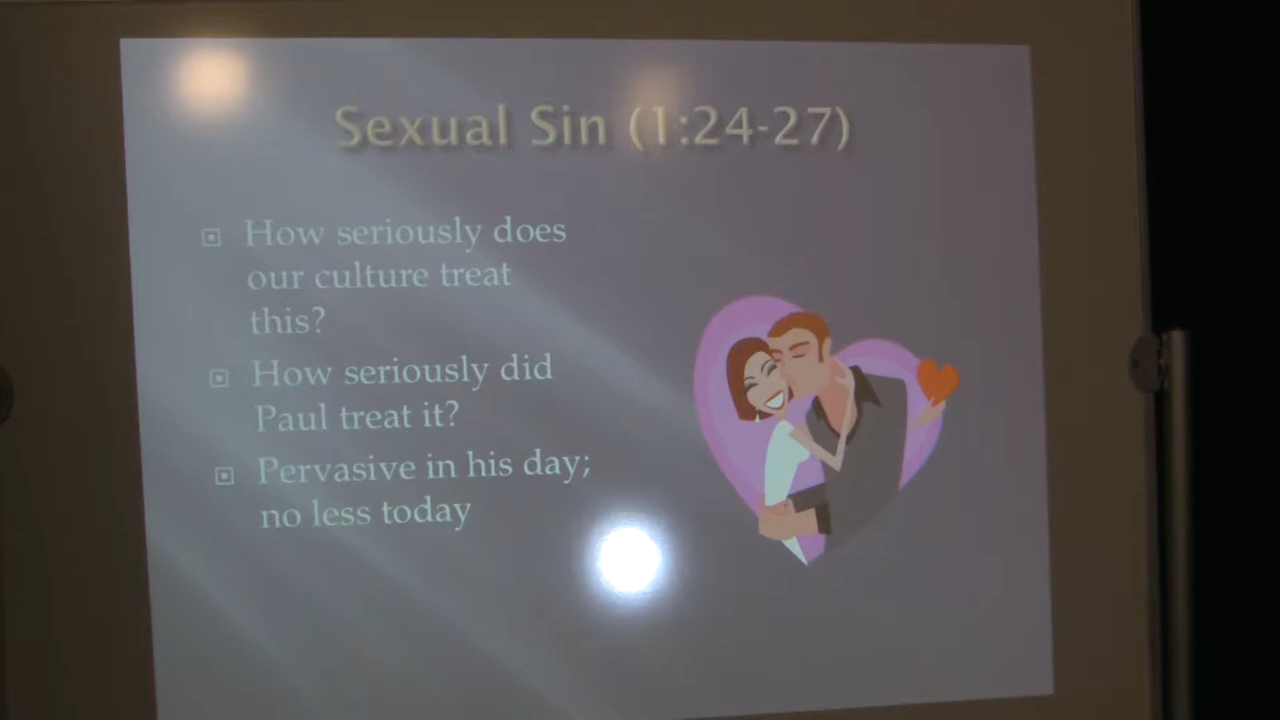 Sexual Sin (1:24-27)
How seriously does
our culture treat
this?
How seriously did
Paul treat it?
Pervasive in his day;
no less today